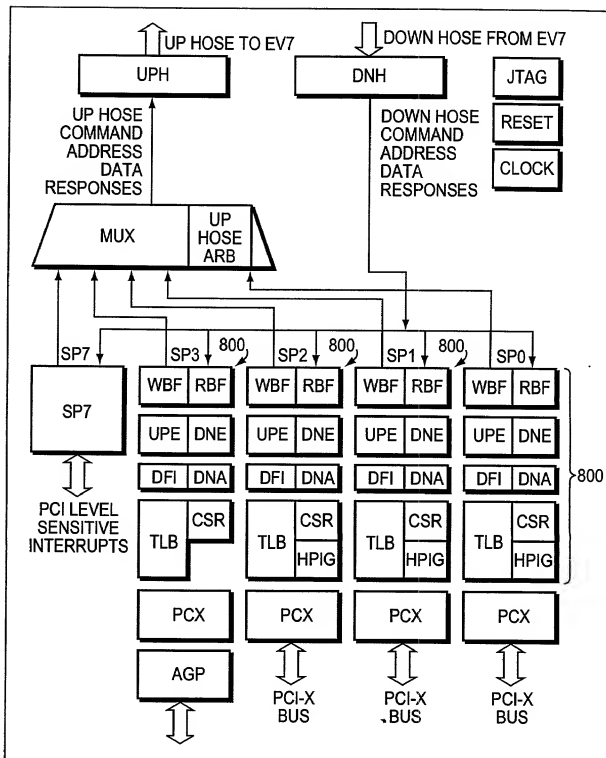 UP HOSE TO EV7
DOWN HOSE FROM EV7
UPH
DNH
JTAG
RESET
CLOCK
UP HOSE
COMMAND
ADDRESS
DATA
RESPONSES
DOWN HOSE
COMMAND
ADDRESS
DATA
RESPONSES
MUX
UP
HOSE
ARB
SP7
SP3
800
SP2
800
SP1
800
SP0
SP7
WBF RBF
WBF RBF
WBF RBF
WBF RBF
UPE DNE
UPE DNE
UPE DNE
UPE DNE
DFI DNA
DFI DNA
DFI DNA
DFI DNA
800
PCI LEVEL
SENSITIVE
INTERRUPTS
TLB
CSR
TLB
CSR
HPIG
TLB
CSR
HPIG
TLB
CSR
HPIG
PCX
PCX
PCX
PCX
AGP
PCI-X
BUS
PCI-X
BUS
PCI-X
BUS